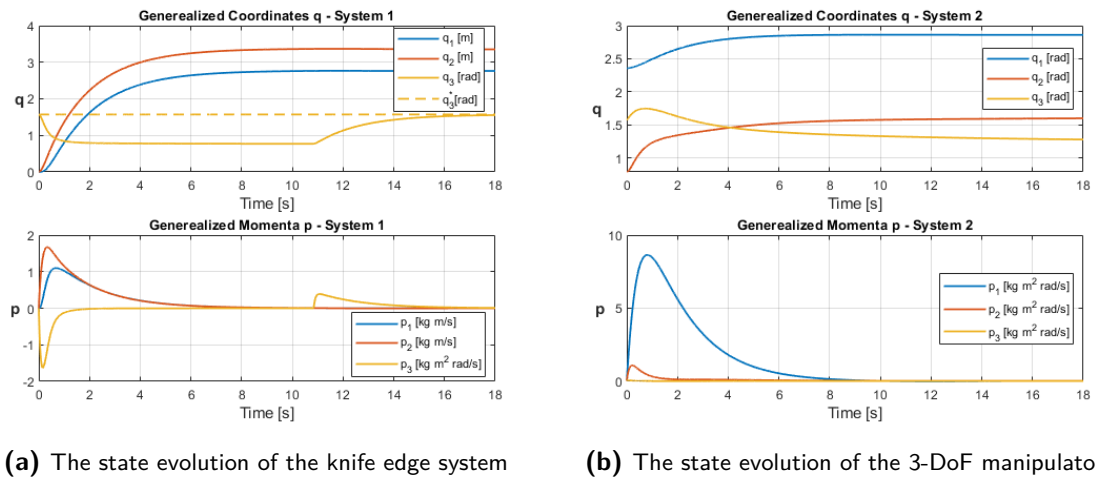 Generealized Coordinates q - System 1
4
3
2
1
0
q
q1 [m]
q2 [m]
q3 [rad]
q3*[rad]
0 2 4 6 8 10 12 14 16 18
Time [s]
Generealized Momenta p - System 1
2
1
0
-1
-2
p
p1 [kg m/s]
p2 [kg m/s]
p3 [kg m² rad/s]
0 2 4 6 8 10 12 14 16 18
Time [s]
(a) The state evolution of the knife edge system
Generealized Coordinates q - System 2
3
2.5
2
1.5
1
q
q1 [rad]
q2 [rad]
q3 [rad]
0 2 4 6 8 10 12 14 16 18
Time [s]
Generealized Momenta p - System 2
10
5
0
p
p1 [kg m² rad/s]
p2 [kg m² rad/s]
p3 [kg m² rad/s]
0 2 4 6 8 10 12 14 16 18
Time [s]
(b) The state evolution of the 3-DoF manipulato